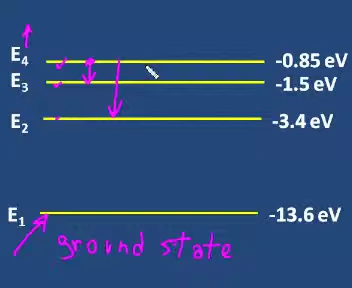 E₄ -0.85 eV
E₃ -1.5 eV
E₂ -3.4 eV
E₁ -13.6 eV
ground state